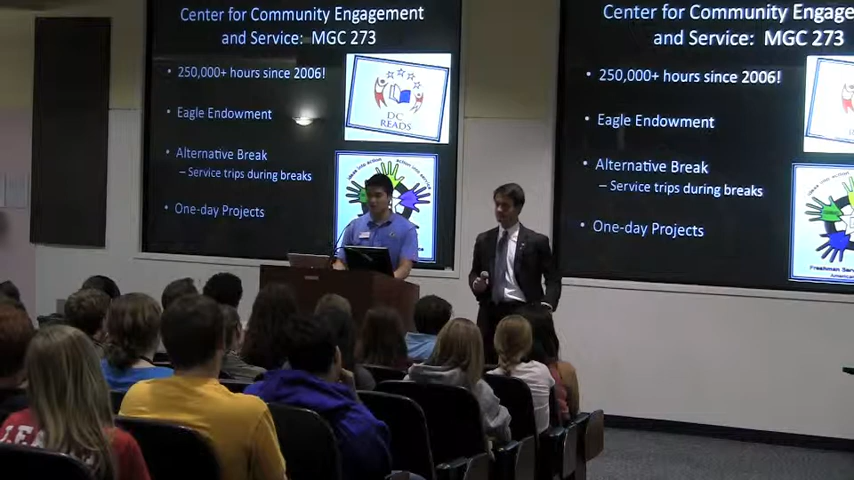 Center for Community Engagement
and Service: MGC 273
250,000+ hours since 2006!
Eagle Endowment
Alternative Break
– Service trips during breaks
One-day Projects
DC
READS
Center for Community Engage
and Service: MGC 273
250,000+ hours since 2006!
Eagle Endowment
Alternative Break
– Service trips during breaks
One-day Projects
Freshman Service